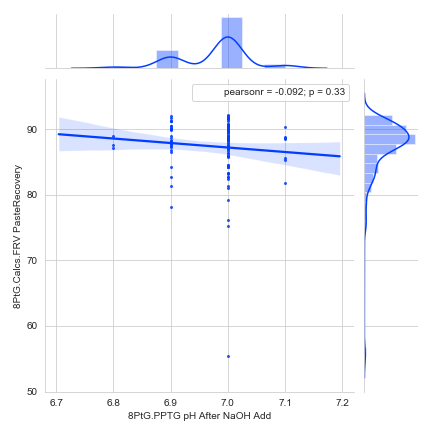 pearsonr = -0.092; p = 0.33
90
80
70
60
50
8PtG.Calcs.FRV PasteRecovery
6.7 6.8 6.9 7.0 7.1 7.2
8PtG.PPTG pH After NaOH Add